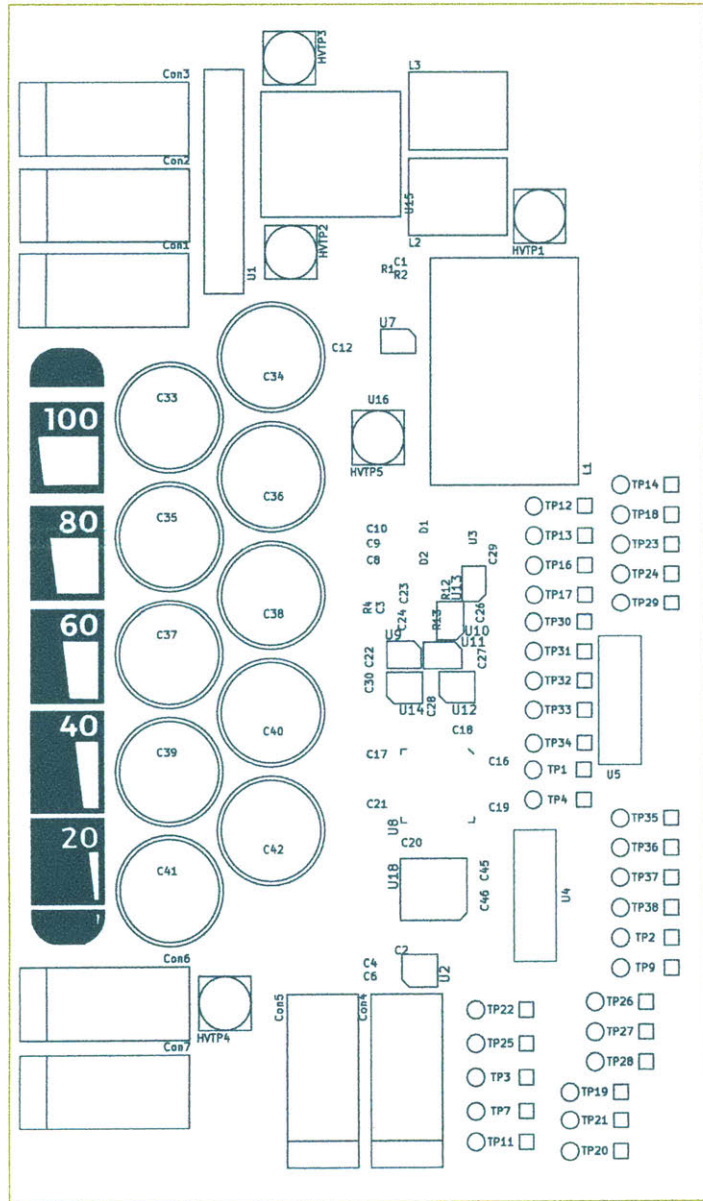 HVTP3
Con3
L3
Con2
U15
HVTP2
HVTP1
Con1
U1
L2
C1
R1
R2
U7
C12
C34
C33
U16
100
HVTP5
L1
C36
TP14
TP12
TP18
80
C35
C10
D1
TP13
U3
C29
TP23
C9
C8
D2
TP16
TP24
R12
U13
C23
TP17
TP29
R4
C3
C38
C24
R13
C26
TP30
60
U9
U10
U11
C37
C22
C27
TP31
C30
TP32
U14
C28
U12
TP33
C40
C18
TP34
40
C39
C17
C16
TP1
U5
C21
C19
TP4
TP35
U8
20
C42
C20
TP36
C41
U18
C45
TP37
U4
C46
TP38
TP2
C2
Con6
C4
C6
U2
TP9
Con5
Con4
TP26
TP22
HVTP4
TP27
TP25
Con7
TP28
TP3
TP19
TP7
TP21
TP11
TP20